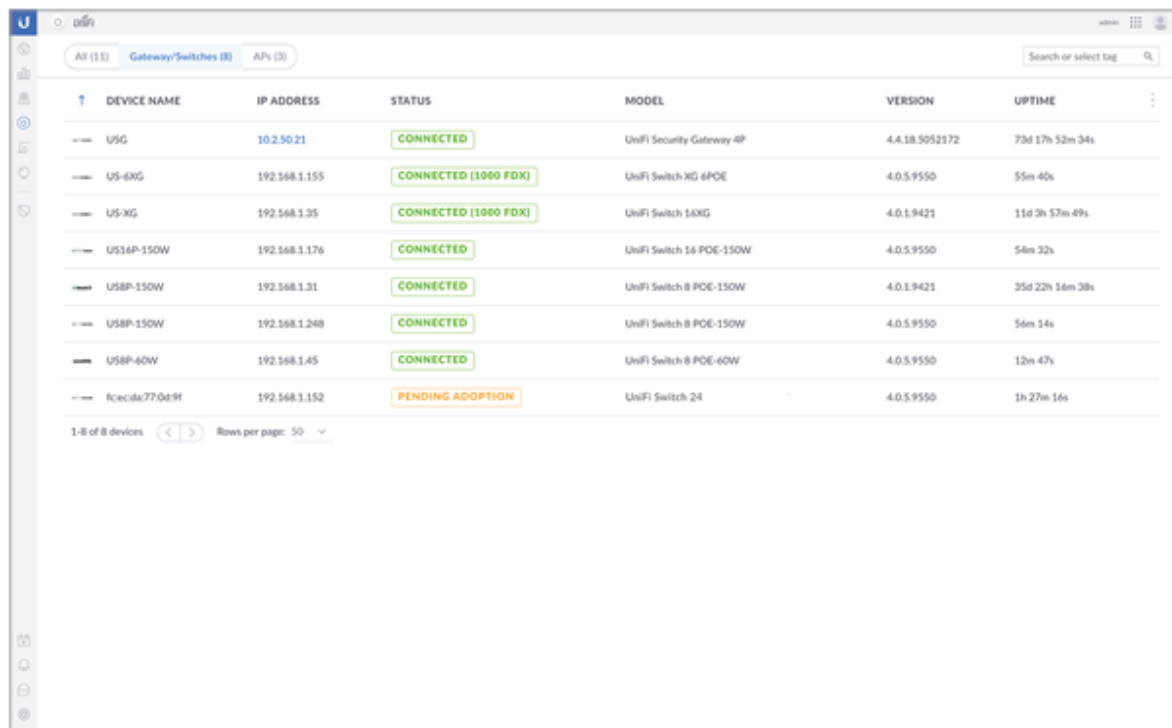 U UniFi admin
All (11) Gateway/Switches (8) APs (3) Search or select tag
DEVICE NAME IP ADDRESS STATUS MODEL VERSION UPTIME
USG 10.2.50.21 CONNECTED UniFi Security Gateway 4P 4.4.18.5052172 73d 17h 52m 34s
US-6XG 192.168.1.155 CONNECTED (1000 FDX) UniFi Switch XG 6POE 4.0.5.9550 55m 40s
US-XG 192.168.1.35 CONNECTED (1000 FDX) UniFi Switch 16XG 4.0.1.9421 11d 3h 57m 49s
US16P-150W 192.168.1.176 CONNECTED UniFi Switch 16 POE-150W 4.0.5.9550 54m 32s
US8P-150W 192.168.1.31 CONNECTED UniFi Switch 8 POE-150W 4.0.1.9421 35d 22h 16m 38s
US8P-150W 192.168.1.248 CONNECTED UniFi Switch 8 POE-150W 4.0.5.9550 56m 14s
US8P-60W 192.168.1.45 CONNECTED UniFi Switch 8 POE-60W 4.0.5.9550 12m 47s
fc:ec:da:77:0d:9f 192.168.1.152 PENDING ADOPTION UniFi Switch 24 4.0.5.9550 1h 27m 16s
1-8 of 8 devices Rows per page: 50